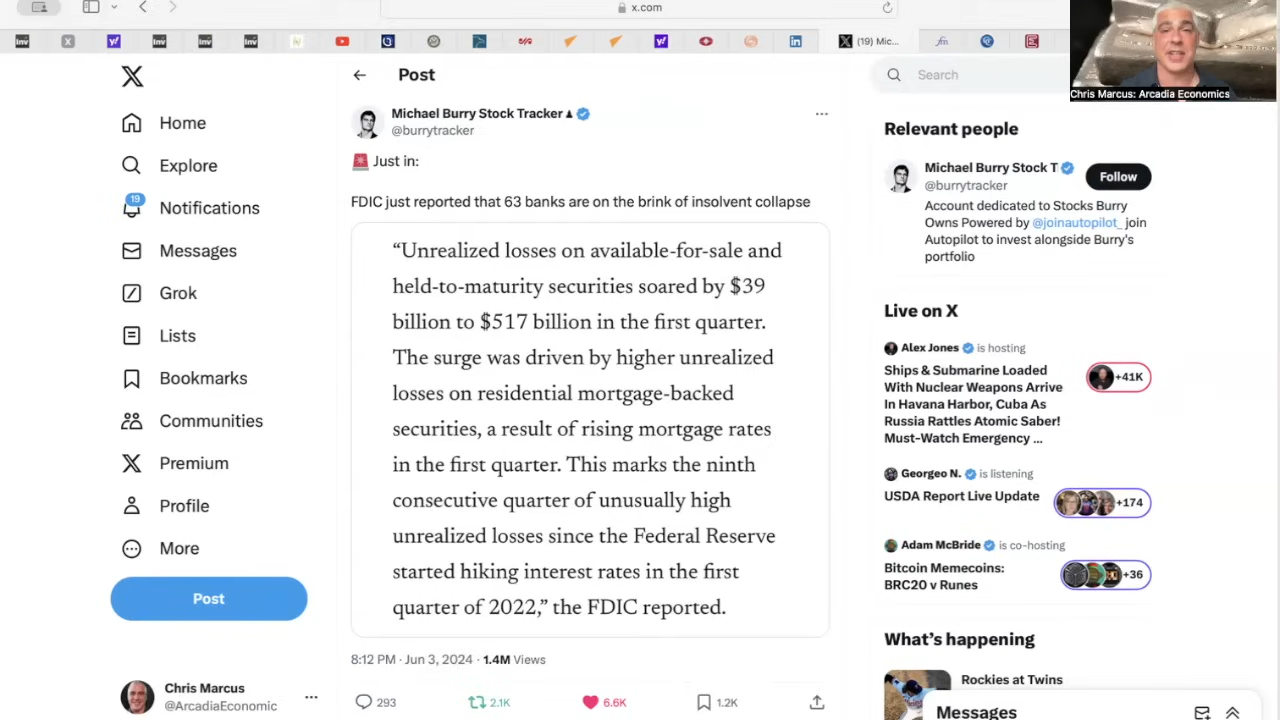 x.com
(19) Mic...
Chris Marcus: Arcadia Economics
Home
Explore
19
Notifications
Messages
Grok
Lists
Bookmarks
Communities
Premium
Profile
More
Post
Chris Marcus
@ArcadiaEconomic
Post
Michael Burry Stock Tracker
@burrytracker
Just in:
FDIC just reported that 63 banks are on the brink of insolvent collapse
“Unrealized losses on available-for-sale and
held-to-maturity securities soared by $39
billion to $517 billion in the first quarter.
The surge was driven by higher unrealized
losses on residential mortgage-backed
securities, a result of rising mortgage rates
in the first quarter. This marks the ninth
consecutive quarter of unusually high
unrealized losses since the Federal Reserve
started hiking interest rates in the first
quarter of 2022,” the FDIC reported.
8:12 PM · Jun 3, 2024 · 1.4M Views
293
2.1K
6.6K
1.2K
Search
Relevant people
Michael Burry Stock T
@burrytracker
Follow
Account dedicated to Stocks Burry
Owns Powered by @joinautopilot_ join
Autopilot to invest alongside Burry's
portfolio
Live on X
Alex Jones is hosting
Ships & Submarine Loaded
With Nuclear Weapons Arrive
In Havana Harbor, Cuba As
Russia Rattles Atomic Saber!
Must-Watch Emergency ...
+41K
Georgeo N. is listening
USDA Report Live Update
+174
Adam McBride is co-hosting
Bitcoin Memecoins:
BRC20 v Runes
+36
What’s happening
Rockies at Twins
Messages